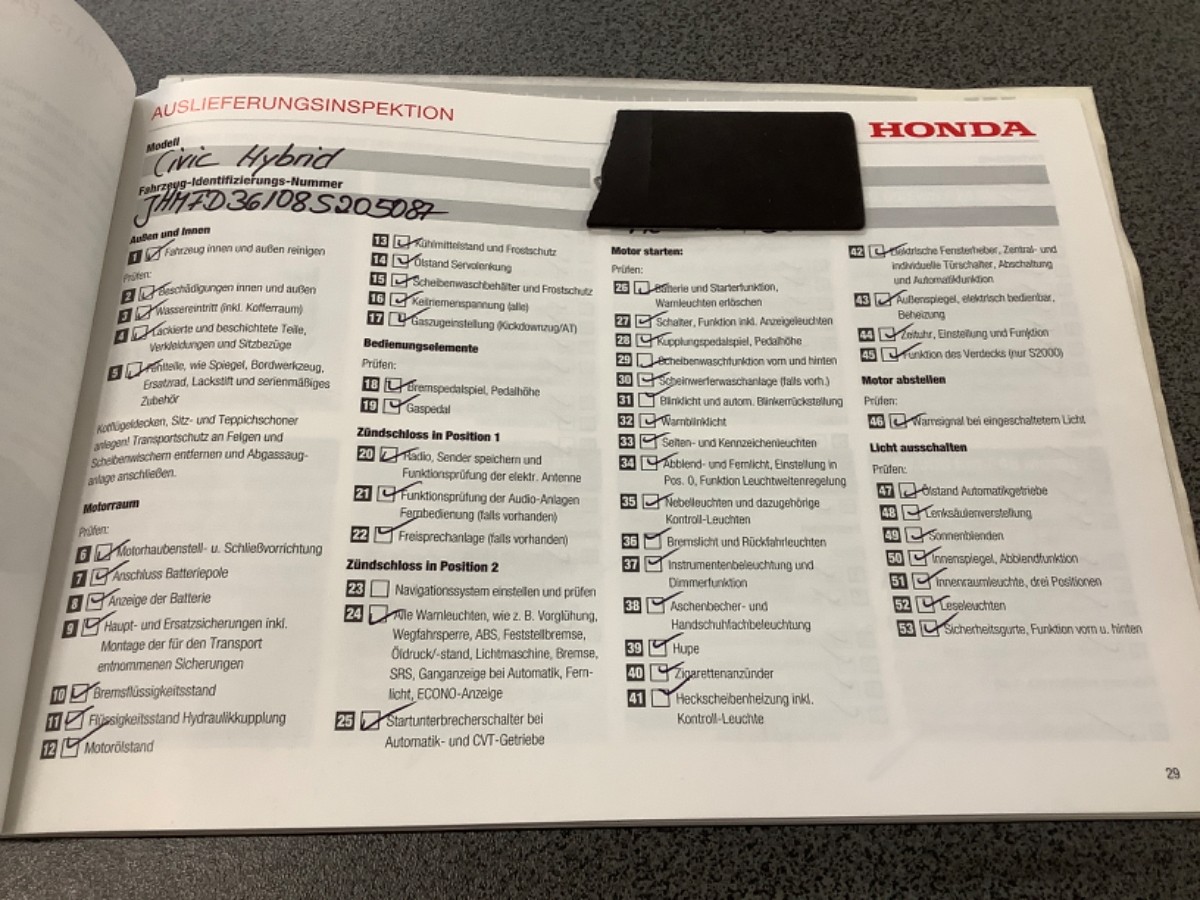 AUSLIEFERUNGSINSPEKTION
HONDA
Modell
Civic Hybrid
Fahrzeug-Identifizierungs-Nummer
JHMFD36108S205087
Außen und Innen
1 Fahrzeug innen und außen reinigen
Prüfen:
2 Beschädigungen innen und außen
3 Wassereintritt (inkl. Kofferraum)
4 Lackierte und beschichtete Teile,
Verkleidungen und Sitzbezüge
5 Fehlteile, wie Spiegel, Bordwerkzeug,
Ersatzrad, Lackstift und serienmäßiges
Zubehör
Kotflügeldecken, Sitz- und Teppichschoner
anlegen! Transportschutz an Felgen und
Scheibenwischern entfernen und Abgassaug-
anlage anschließen.
Motorraum
Prüfen:
6 Motorhaubenstell- u. Schließvorrichtung
7 Anschluss Batteriepole
8 Anzeige der Batterie
9 Haupt- und Ersatzsicherungen inkl.
Montage der für den Transport
entnommenen Sicherungen
10 Bremsflüssigkeitsstand
11 Flüssigkeitsstand Hydraulikkupplung
12 Motorölstand
13 Kühlmittelstand und Frostschutz
14 Ölstand Servolenkung
15 Scheibenwaschbehälter und Frostschutz
16 Keilriemenspannung (alle)
17 Gaszugeinstellung (Kickdownzug/AT)
Bedienungselemente
Prüfen:
18 Bremspedalspiel, Pedalhöhe
19 Gaspedal
Zündschloss in Position 1
20 Radio, Sender speichern und
Funktionsprüfung der elektr. Antenne
21 Funktionsprüfung der Audio-Anlagen
Fernbedienung (falls vorhanden)
22 Freisprechanlage (falls vorhanden)
Zündschloss in Position 2
23 Navigationssystem einstellen und prüfen
24 Alle Warnleuchten, wie z. B. Vorglühung,
Wegfahrsperre, ABS, Feststellbremse,
Öldruck/-stand, Lichtmaschine, Bremse,
SRS, Ganganzeige bei Automatik, Fern-
licht, ECONO-Anzeige
25 Startunterbrecherschalter bei
Automatik- und CVT-Getriebe
Motor starten:
Prüfen:
26 Batterie und Starterfunktion,
Warnleuchten erlöschen
27 Schalter, Funktion inkl. Anzeigeleuchten
28 Kupplungspedalspiel, Pedalhöhe
29 Scheibenwaschfunktion vorn und hinten
30 Scheinwerferwaschanlage (falls vorh.)
31 Blinklicht und autom. Blinkerrückstellung
32 Warnblinklicht
33 Seiten- und Kennzeichenleuchten
34 Abblend- und Fernlicht, Einstellung in
Pos. 0, Funktion Leuchtweitenregelung
35 Nebelleuchten und dazugehörige
Kontroll-Leuchten
36 Bremslicht und Rückfahrleuchten
37 Instrumentenbeleuchtung und
Dimmerfunktion
38 Aschenbecher- und
Handschuhfachbeleuchtung
39 Hupe
40 Zigarettenanzünder
41 Heckscheibenheizung inkl.
Kontroll-Leuchte
42 Elektrische Fensterheber, Zentral- und
individuelle Türschalter, Abschaltung
und Automatikfunktion
43 Außenspiegel, elektrisch bedienbar,
Beheizung
44 Zeituhr, Einstellung und Funktion
45 Funktion des Verdecks (nur S2000)
Motor abstellen
Prüfen:
46 Warnsignal bei eingeschaltetem Licht
Licht ausschalten
Prüfen:
47 Ölstand Automatikgetriebe
48 Lenksäulenverstellung
49 Sonnenblenden
50 Innenspiegel, Abblendfunktion
51 Innenraumleuchte, drei Positionen
52 Leseleuchten
53 Sicherheitsgurte, Funktion vorn u. hinten
29